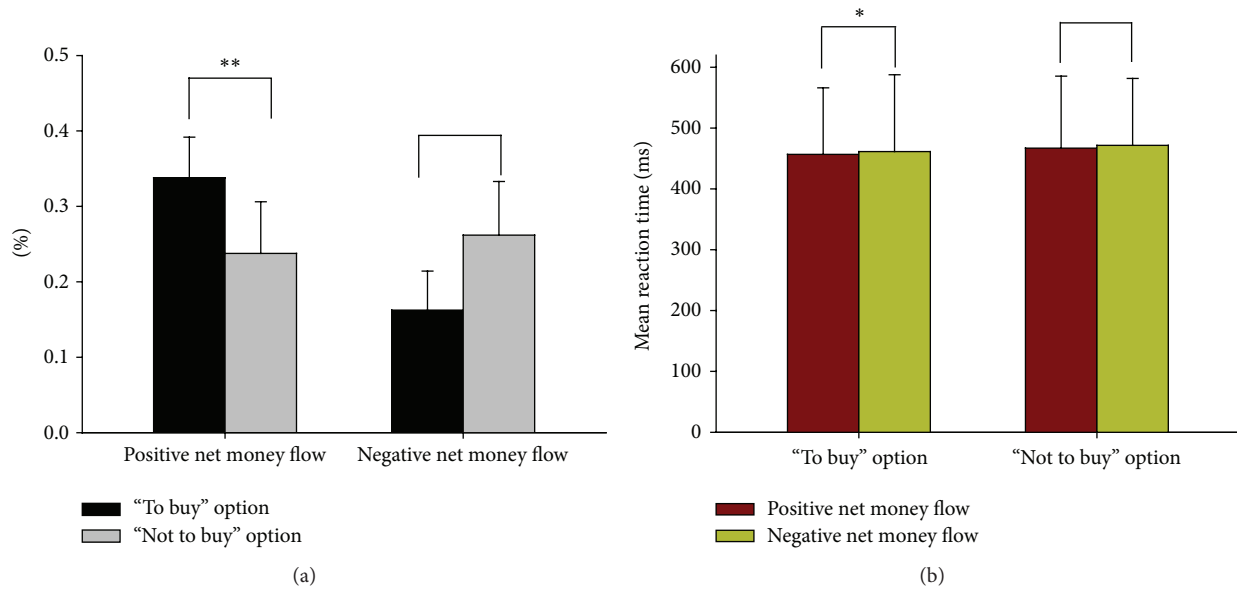 **
0.5
0.4
0.3
0.2
0.1
0.0
(%)
Positive net money flow
Negative net money flow
“To buy” option
“Not to buy” option
(a)
*
600
500
400
300
200
100
0
Mean reaction time (ms)
“To buy” option
“Not to buy” option
Positive net money flow
Negative net money flow
(b)